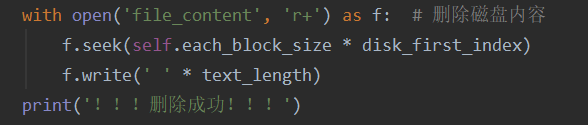 with open('file_content', 'r+') as f:  # 删除磁盘内容
    f.seek(self.each_block_size * disk_first_index)
    f.write(' ' * text_length)
print('！！！删除成功！！！')